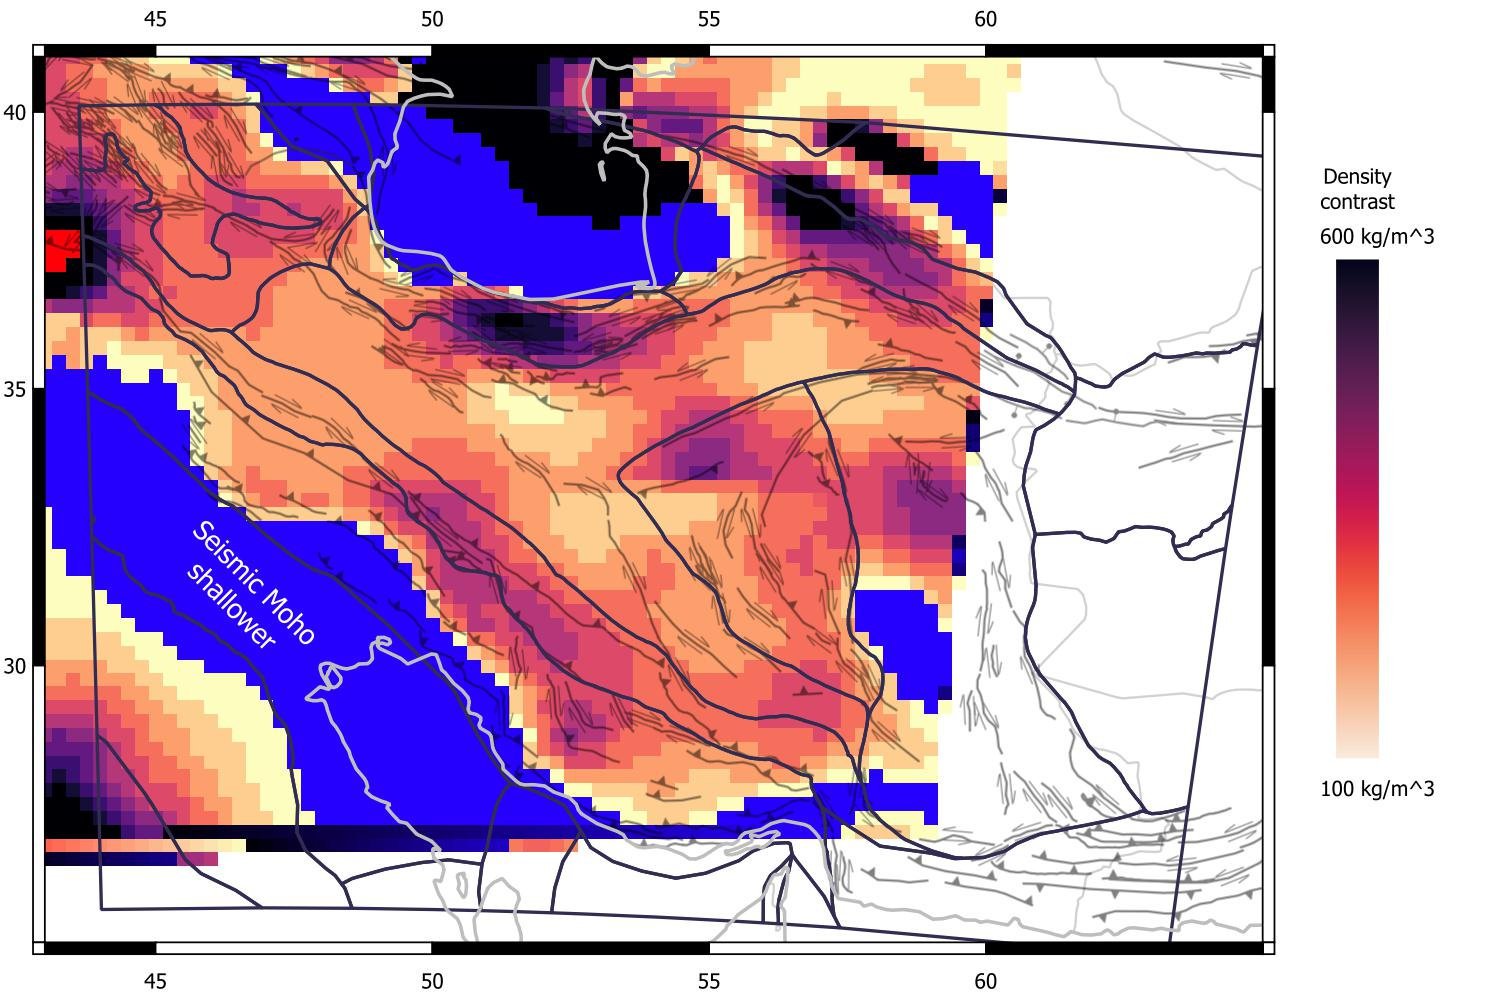 45 50 55 60
40
35
30
Seismic Moho
shallower
45 50 55 60
Density
contrast
600 kg/m^3
100 kg/m^3